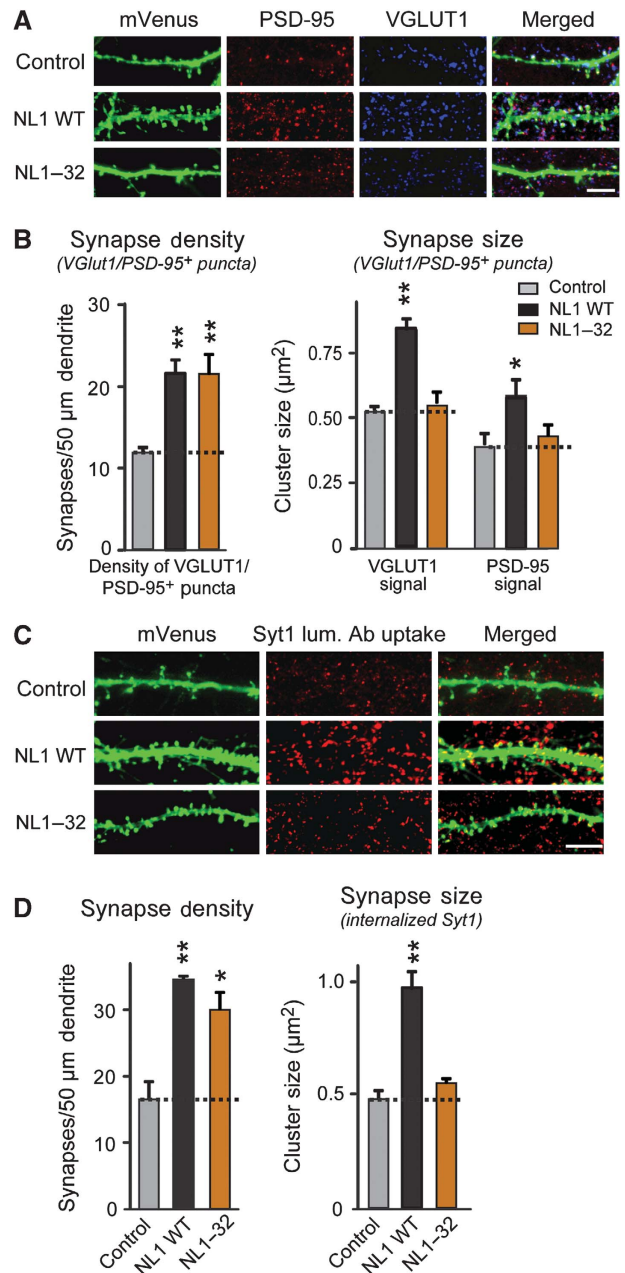 A
mVenus PSD-95 VGLUT1 Merged
Control
NL1 WT
NL1–32
B
Synapse density
(VGlut1/PSD-95+ puncta)
Synapses/50 µm dendrite
30
20
10
0
**
**
Density of VGLUT1/
PSD-95+ puncta
Synapse size
(VGlut1/PSD-95+ puncta)
Control
NL1 WT
NL1–32
Cluster size (µm2)
0.75
0.50
0.25
0
**
*
VGLUT1
signal
PSD-95
signal
C
mVenus Syt1 lum. Ab uptake Merged
Control
NL1 WT
NL1–32
D
Synapse density
Synapses/50 µm dendrite
30
20
10
0
**
*
Control
NL1 WT
NL1–32
Synapse size
(internalized Syt1)
Cluster size (µm2)
1.0
0.5
0
**
Control
NL1 WT
NL1–32